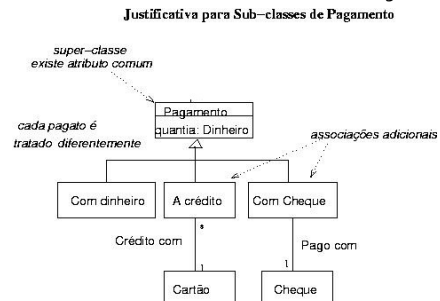 Justificativa para Sub-classes de Pagamento
super-classe
existe atributo comum
Pagamento
quantia: Dinheiro
cada pagato é
tratado diferentemente
associações adicionais
Com dinheiro
A crédito
Com Cheque
Crédito com
Pago com
1
1
Cartão
Cheque